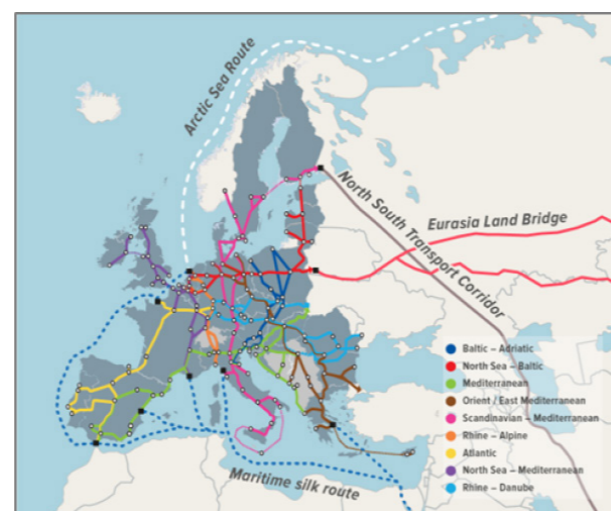 Arctic Sea Route
North South Transport Corridor
Eurasia Land Bridge
Baltic – Adriatic
North Sea – Baltic
Mediterranean
Orient / East Mediterranean
Scandinavian – Mediterranean
Rhine – Alpine
Atlantic
North Sea – Mediterranean
Rhine – Danube
Maritime silk route